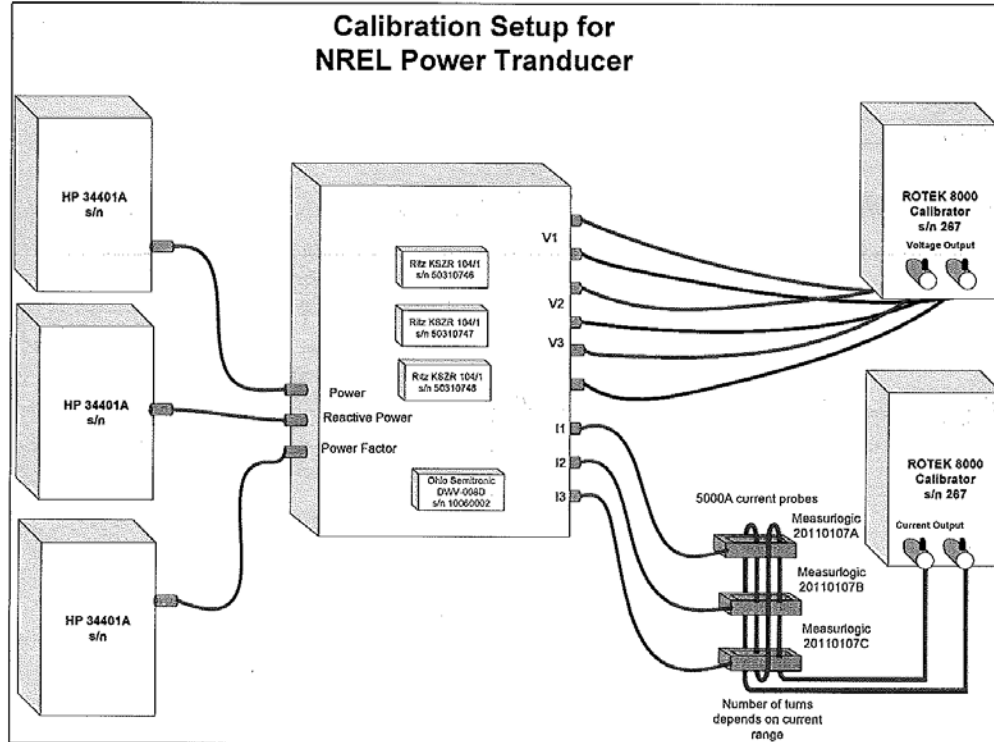 Calibration Setup for
NREL Power Tranducer
HP 34401A
s/n
HP 34401A
s/n
HP 34401A
s/n
Ritz KSZR 104/1
s/n 50310746
Ritz KSZR 104/1
s/n 50310747
Ritz KSZR 104/1
s/n 50310748
Power
Reactive Power
Power Factor
Ohio Semitronic
DWV-008D
s/n 10060002
V1
V2
V3
I1
I2
I3
ROTEK 8000
Calibrator
s/n 267
Voltage Output
ROTEK 8000
Calibrator
s/n 267
Current Output
5000A current probes
Measurlogic
20110107A
Measurlogic
20110107B
Measurlogic
20110107C
Number of turns
depends on current
range